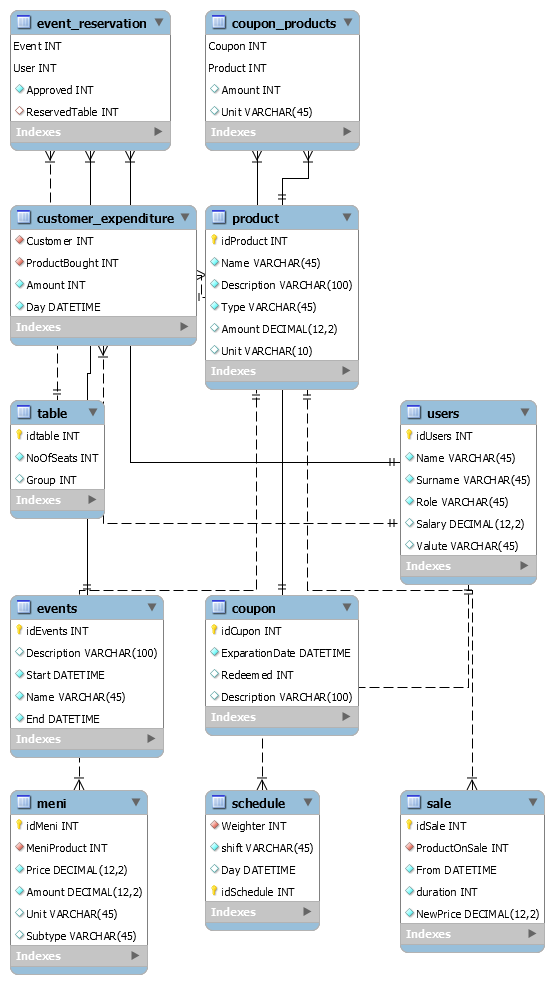 event_reservation
Event INT
User INT
Approved INT
ReservedTable INT
Indexes
coupon_products
Coupon INT
Product INT
Amount INT
Unit VARCHAR(45)
Indexes
customer_expenditure
Customer INT
ProductBought INT
Amount INT
Day DATETIME
Indexes
product
idProduct INT
Name VARCHAR(45)
Description VARCHAR(100)
Type VARCHAR(45)
Amount DECIMAL(12,2)
Unit VARCHAR(10)
Indexes
table
idtable INT
NoOfSeats INT
Group INT
Indexes
users
idUsers INT
Name VARCHAR(45)
Surname VARCHAR(45)
Role VARCHAR(45)
Salary DECIMAL(12,2)
Valute VARCHAR(45)
Indexes
events
idEvents INT
Description VARCHAR(100)
Start DATETIME
Name VARCHAR(45)
End DATETIME
Indexes
coupon
idCupon INT
ExparationDate DATETIME
Redeemed INT
Description VARCHAR(100)
Indexes
meni
idMeni INT
MeniProduct INT
Price DECIMAL(12,2)
Amount DECIMAL(12,2)
Unit VARCHAR(45)
Subtype VARCHAR(45)
Indexes
schedule
Weighter INT
shift VARCHAR(45)
Day DATETIME
idSchedule INT
Indexes
sale
idSale INT
ProductOnSale INT
From DATETIME
duration INT
NewPrice DECIMAL(12,2)
Indexes